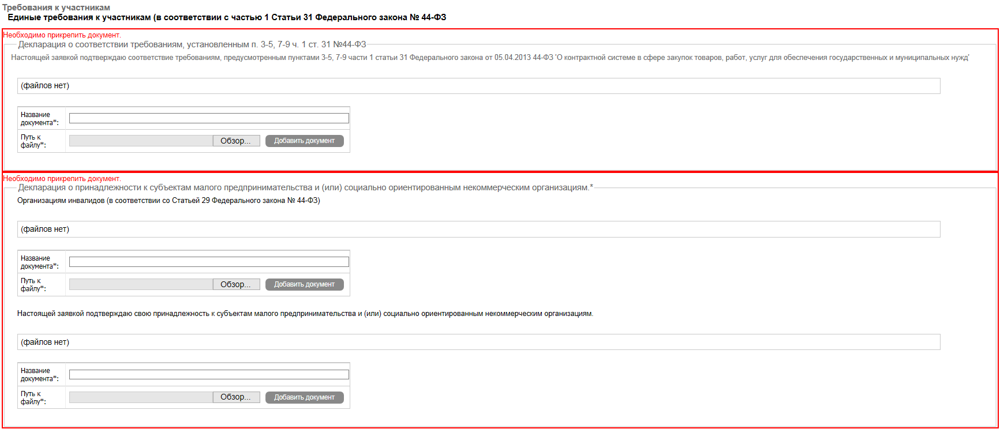 Требования к участникам
Единые требования к участникам (в соответствии с частью 1 Статьи 31 Федерального закона № 44-ФЗ
Необходимо прикрепить документ.
Декларация о соответствии требованиям, установленным п. 3-5, 7-9 ч. 1 ст. 31 №44-ФЗ
Настоящей заявкой подтверждаю соответствие требованиям, предусмотренным пунктами 3-5, 7-9 части 1 статьи 31 Федерального закона от 05.04.2013 44-ФЗ 'О контрактной системе в сфере закупок товаров, работ, услуг для обеспечения государственных и муниципальных нужд'
(файлов нет)
Название
документа*:
Путь к
файлу*:
Обзор... Добавить документ
Необходимо прикрепить документ.
Декларация о принадлежности к субъектам малого предпринимательства и (или) социально ориентированным некоммерческим организациям.*
Организациям инвалидов (в соответствии со Статьей 29 Федерального закона № 44-ФЗ)
(файлов нет)
Название
документа*:
Путь к
файлу*:
Обзор... Добавить документ
Настоящей заявкой подтверждаю свою принадлежность к субъектам малого предпринимательства и (или) социально ориентированным некоммерческим организациям.
(файлов нет)
Название
документа*:
Путь к
файлу*:
Обзор... Добавить документ